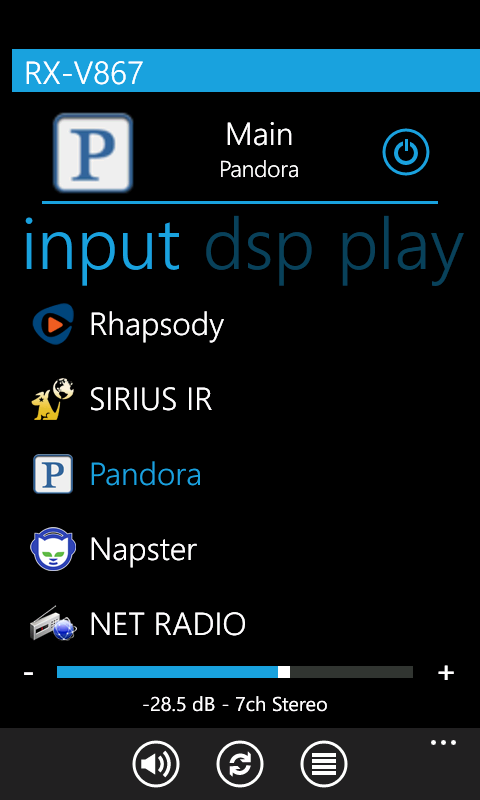 RX-V867
P
Main
Pandora
input dsp play
Rhapsody
SIRIUS IR
P
Pandora
Napster
NET RADIO
- +
-28.5 dB - 7ch Stereo